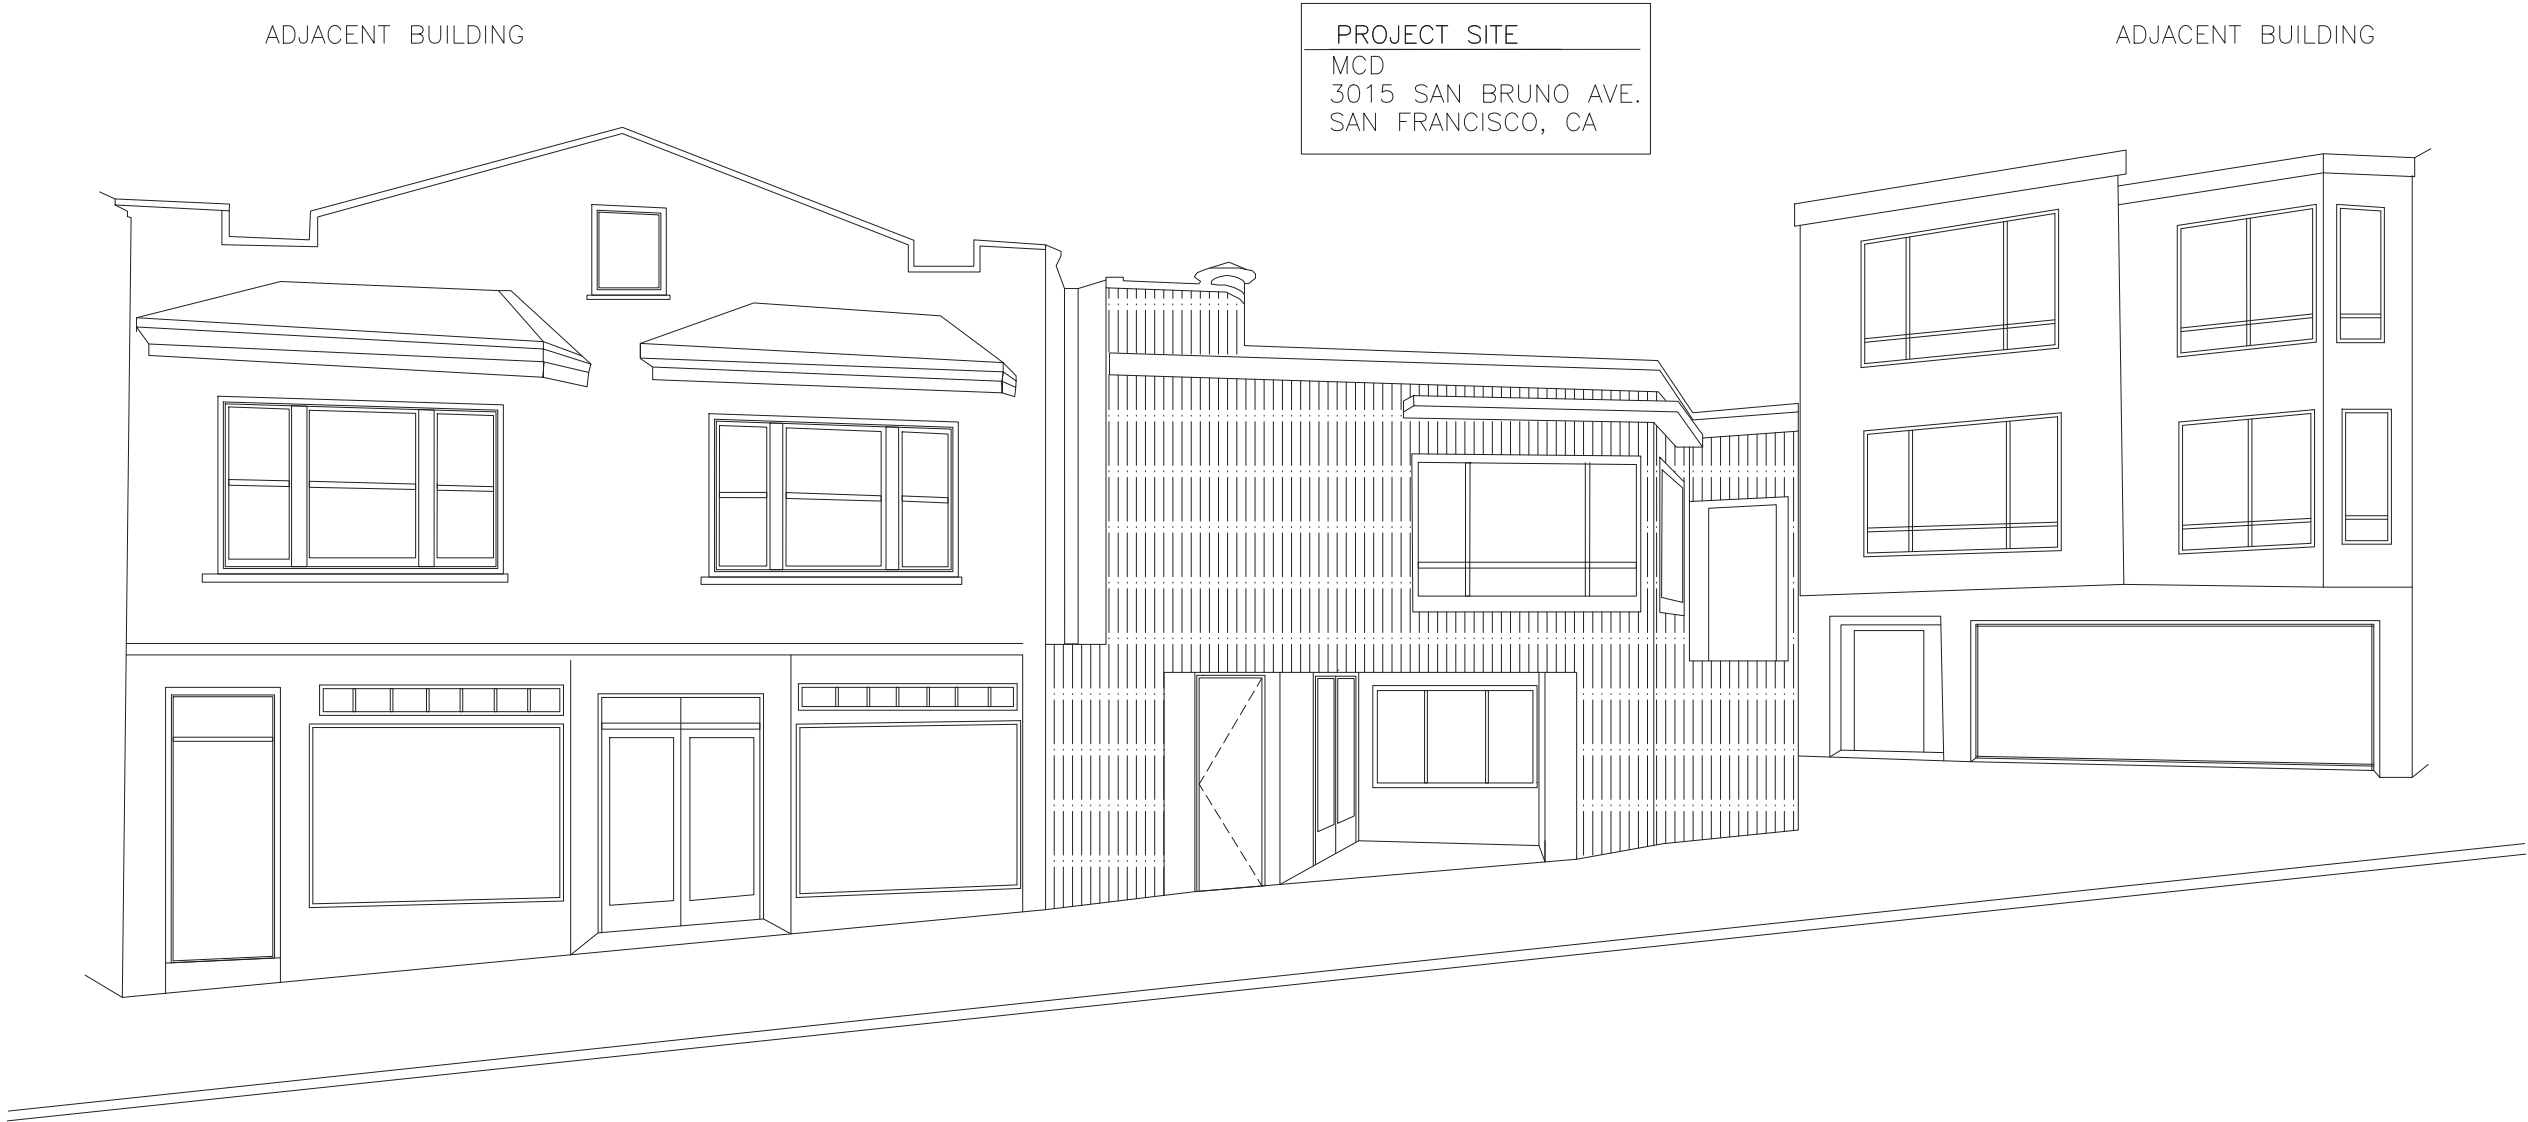 ADJACENT BUILDING
PROJECT SITE
MCD
3015 SAN BRUNO AVE.
SAN FRANCISCO, CA
ADJACENT BUILDING